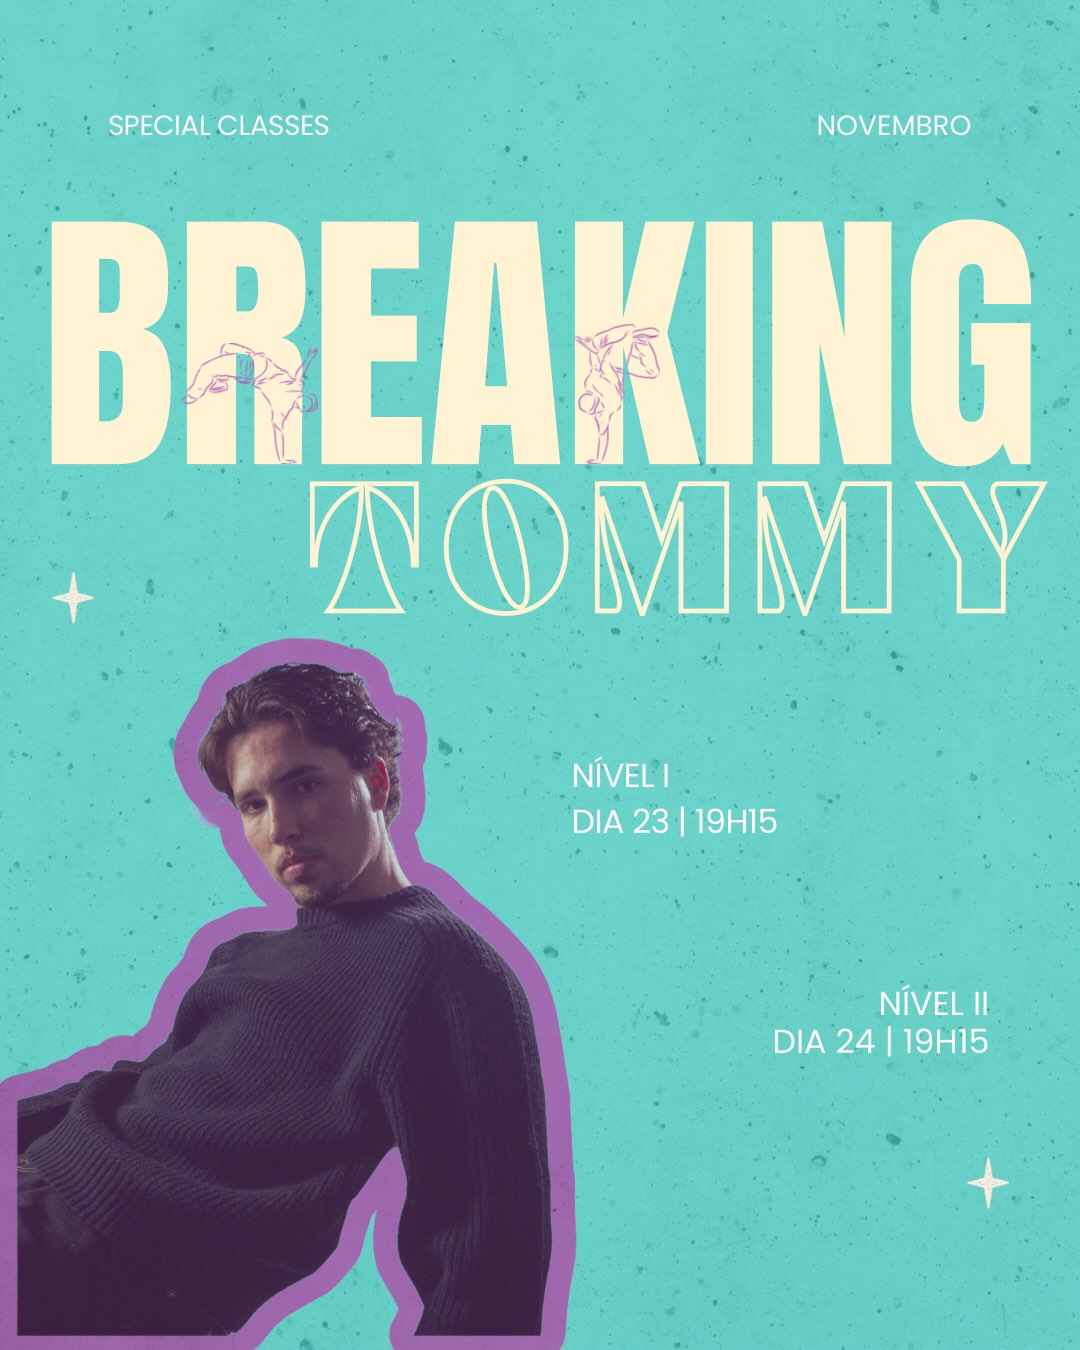 SPECIAL CLASSES
NOVEMBRO
BREAKING
TOMMY
NÍVEL I
DIA 23 | 19H15
NÍVEL II
DIA 24 | 19H15